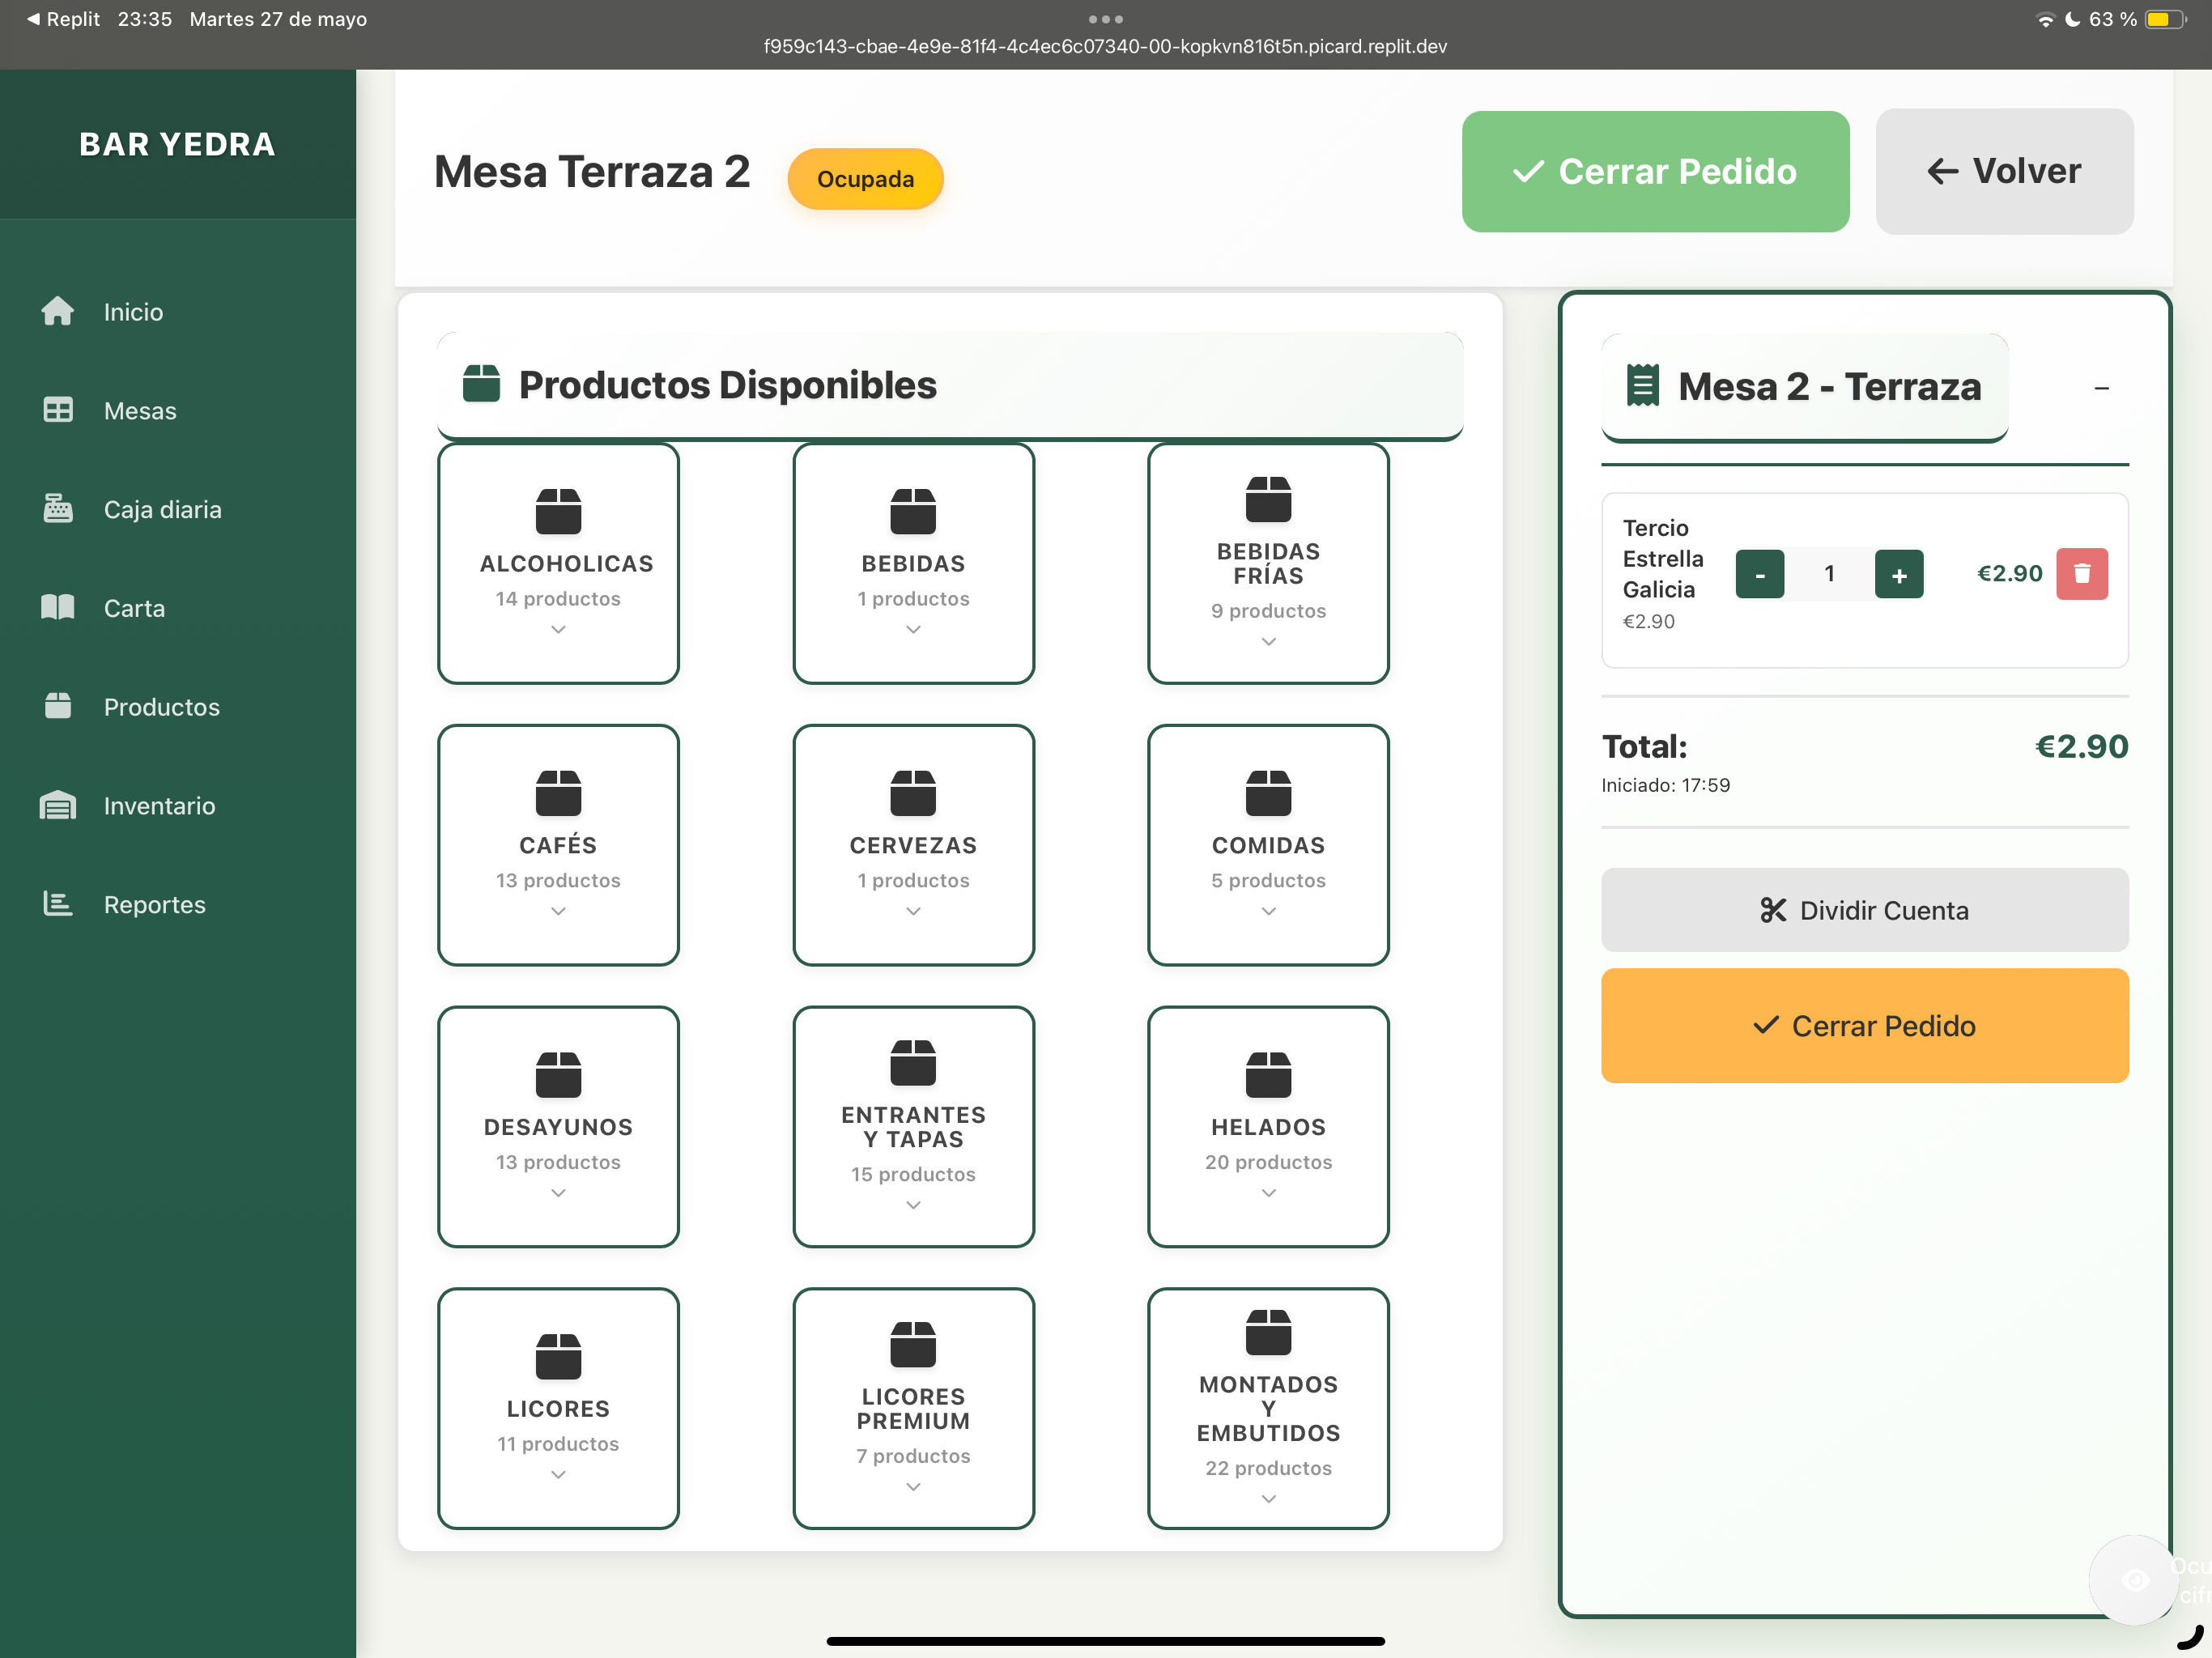 Replit 23:35 Martes 27 de mayo
63 %
f959c143-cbae-4e9e-81f4-4c4ec6c07340-00-kopkvn816t5n.picard.replit.dev
BAR YEDRA
Inicio
Mesas
Caja diaria
Carta
Productos
Inventario
Reportes
Mesa Terraza 2
Ocupada
Cerrar Pedido
Volver
Productos Disponibles
ALCOHOLICAS
14 productos
BEBIDAS
1 productos
BEBIDAS
FRÍAS
9 productos
CAFÉS
13 productos
CERVEZAS
1 productos
COMIDAS
5 productos
DESAYUNOS
13 productos
ENTRANTES
Y TAPAS
15 productos
HELADOS
20 productos
LICORES
11 productos
LICORES
PREMIUM
7 productos
MONTADOS
Y
EMBUTIDOS
22 productos
Mesa 2 - Terraza
−
Tercio
Estrella
Galicia
€2.90
- 1 +
€2.90
Total: €2.90
Iniciado: 17:59
Dividir Cuenta
Cerrar Pedido